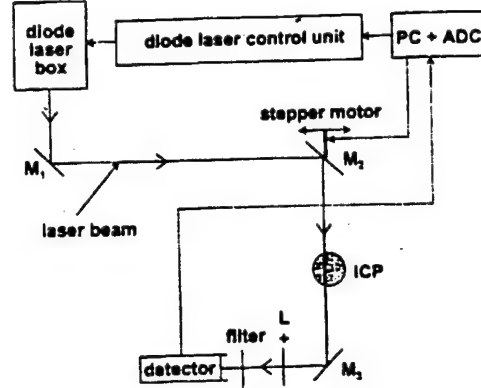 diode
laser
box
diode laser control unit
PC + ADC
stepper motor
M1
M2
laser beam
ICP
L
filter
detector
M3